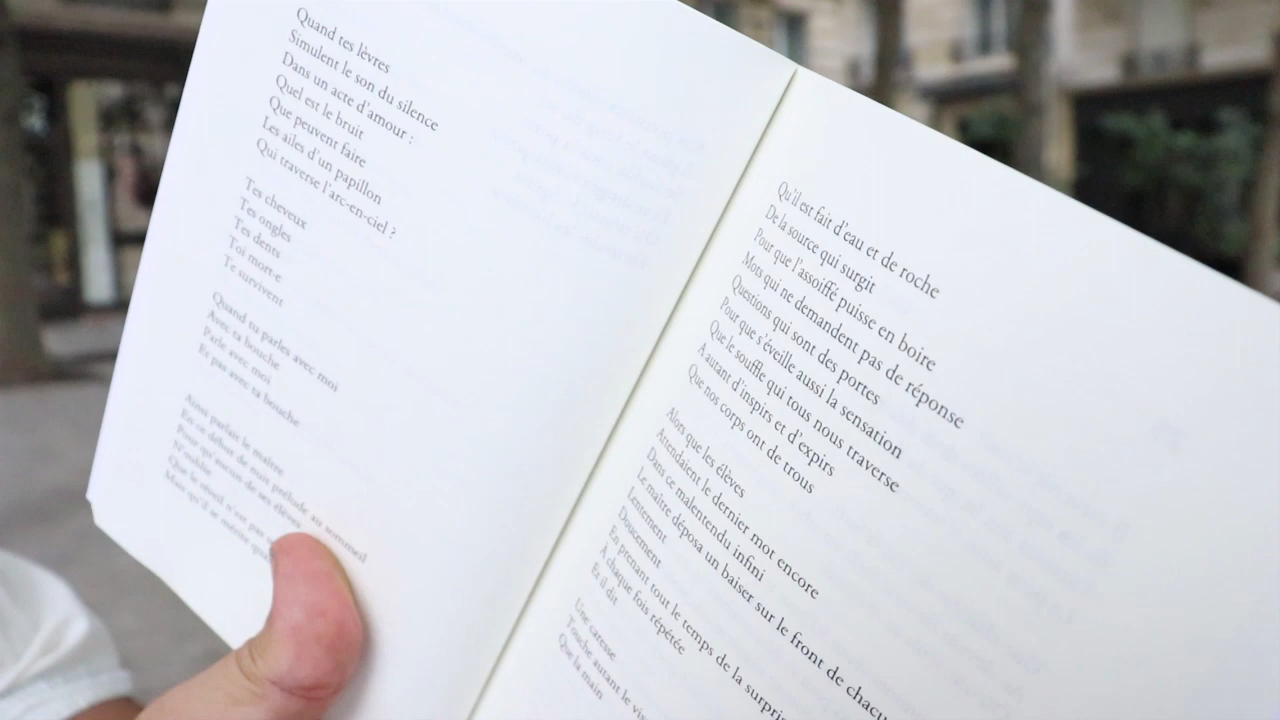 Quand tes lèvres
Simulent le son du silence
Dans un acte d'amour :
Quel est le bruit
Que peuvent faire
Les ailes d'un papillon
Qui traverse l'arc-en-ciel ?
Tes cheveux
Tes ongles
Tes dents
Toi mort·e
Te survivent
Quand tu parles avec moi
Avec ta bouche
Parle avec moi
Et pas avec ta bouche
Ainsi parlait le maître
En ce début de nuit prélude au sommeil
Pour qu'aucun de ses élèves
N'oublie
Que le réveil n'est pas
Mais qu'il se mérite
Qu'il est fait d'eau et de roche
De la source qui surgit
Pour que l'assoiffé puisse en boire
Mots qui ne demandent pas de réponse
Questions qui sont des portes
Pour que s'éveille aussi la sensation
Que le souffle qui tous nous traverse
A autant d'inspirs et d'expirs
Que nos corps ont de trous
Alors que les élèves
Attendaient le dernier mot encore
Dans ce malentendu infini
Le maître déposa un baiser sur le front de chacu
Lentement
Doucement
En prenant tout le temps de la surpris
A chaque fois répétée
Et il dit
Une caresse
Touche autant le vis
Que la main